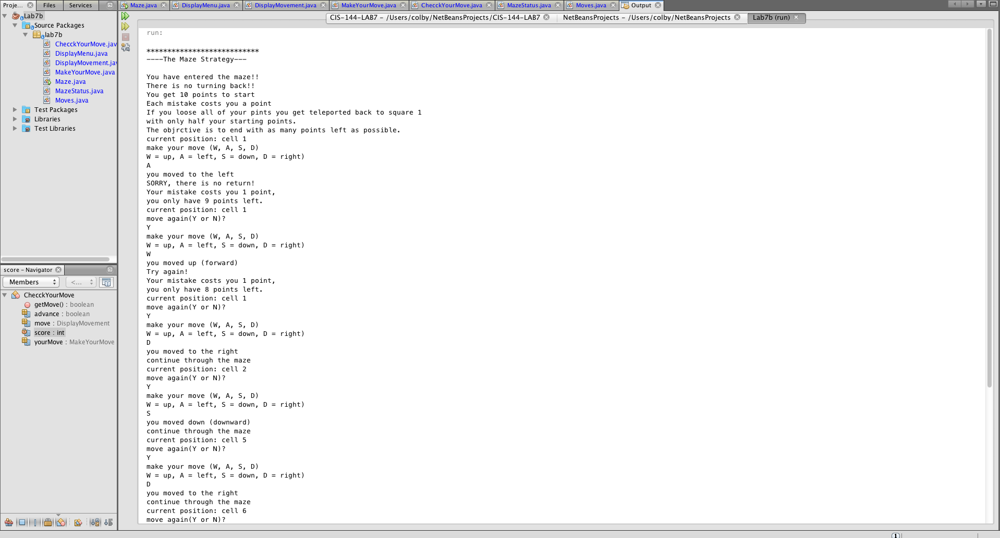 Proje...
Files
Services
Maze.java
DisplayMenu.java
DisplayMovement.java
MakeYourMove.java
ChecckYourMove.java
MazeStatus.java
Moves.java
Output
CIS-144-LAB7 - /Users/colby/NetBeansProjects/CIS-144-LAB7
NetBeansProjects - /Users/colby/NetBeansProjects
Lab7b (run)
Lab7b
Source Packages
lab7b
ChecckYourMove.jav
DisplayMenu.java
DisplayMovement.jav
MakeYourMove.java
Maze.java
MazeStatus.java
Moves.java
Test Packages
Libraries
Test Libraries
score - Navigator
Members
<...
ChecckYourMove
getMove() : boolean
advance : boolean
move : DisplayMovement
score : int
yourMove : MakeYourMove
run:
***************************
----The Maze Strategy---
You have entered the maze!!
There is no turning back!!
You get 10 points to start
Each mistake costs you a point
If you loose all of your pints you get teleported back to square 1
with only half your starting points.
The objrctive is to end with as many points left as possible.
current position: cell 1
make your move (W, A, S, D)
W = up, A = left, S = down, D = right)
A
you moved to the left
SORRY, there is no return!
Your mistake costs you 1 point,
you only have 9 points left.
current position: cell 1
move again(Y or N)?
Y
make your move (W, A, S, D)
W = up, A = left, S = down, D = right)
W
you moved up (forward)
Try again!
Your mistake costs you 1 point,
you only have 8 points left.
current position: cell 1
move again(Y or N)?
Y
make your move (W, A, S, D)
W = up, A = left, S = down, D = right)
D
you moved to the right
continue through the maze
current position: cell 2
move again(Y or N)?
Y
make your move (W, A, S, D)
W = up, A = left, S = down, D = right)
S
you moved down (downward)
continue through the maze
current position: cell 5
move again(Y or N)?
Y
make your move (W, A, S, D)
W = up, A = left, S = down, D = right)
D
you moved to the right
continue through the maze
current position: cell 6
move again(Y or N)?
1